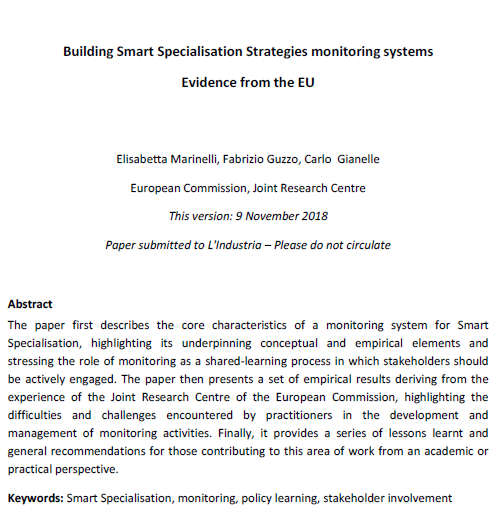 Building Smart Specialisation Strategies monitoring systems
Evidence from the EU
Elisabetta Marinelli, Fabrizio Guzzo, Carlo Gianelle
European Commission, Joint Research Centre
This version: 9 November 2018
Paper submitted to L'Industria – Please do not circulate
Abstract
The paper first describes the core characteristics of a monitoring system for Smart
Specialisation, highlighting its underpinning conceptual and empirical elements and
stressing the role of monitoring as a shared-learning process in which stakeholders should
be actively engaged. The paper then presents a set of empirical results deriving from the
experience of the Joint Research Centre of the European Commission, highlighting the
difficulties and challenges encountered by practitioners in the development and
management of monitoring activities. Finally, it provides a series of lessons learnt and
general recommendations for those contributing to this area of work from an academic or
practical perspective.
Keywords: Smart Specialisation, monitoring, policy learning, stakeholder involvement